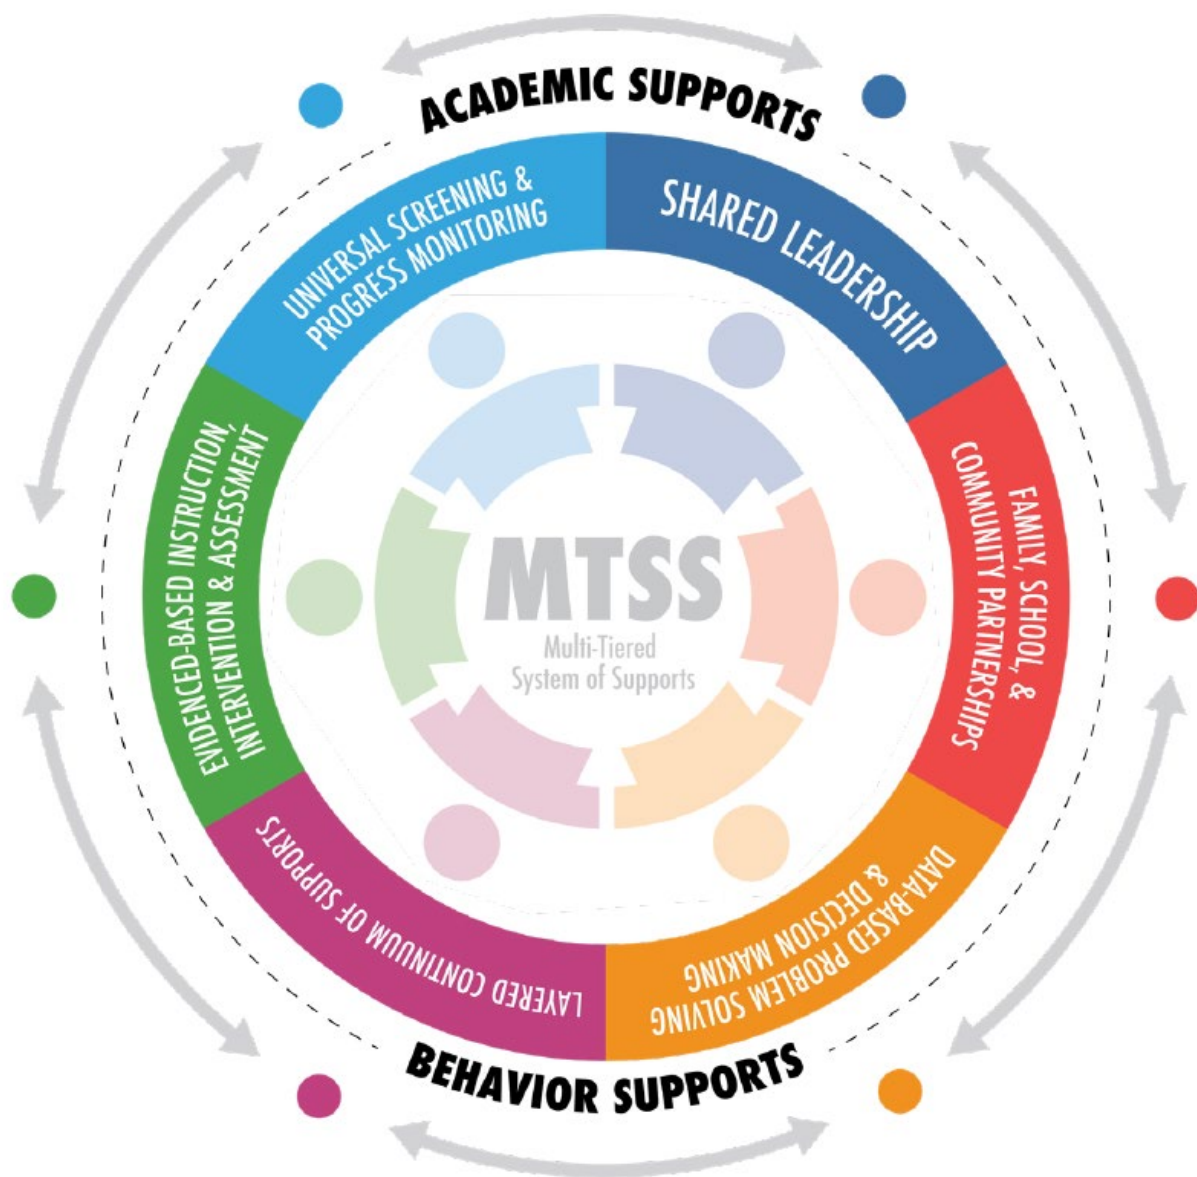 ACADEMIC SUPPORTS
UNIVERSAL SCREENING &
PROGRESS MONITORING
SHARED LEADERSHIP
FAMILY, SCHOOL, &
COMMUNITY PARTNERSHIPS
DATA-BASED PROBLEM SOLVING
& DECISION MAKING
LAYERED CONTINUUM OF SUPPORTS
EVIDENCED-BASED INSTRUCTION,
INTERVENTION & ASSESSMENT
MTSS
Multi-Tiered
System of Supports
BEHAVIOR SUPPORTS